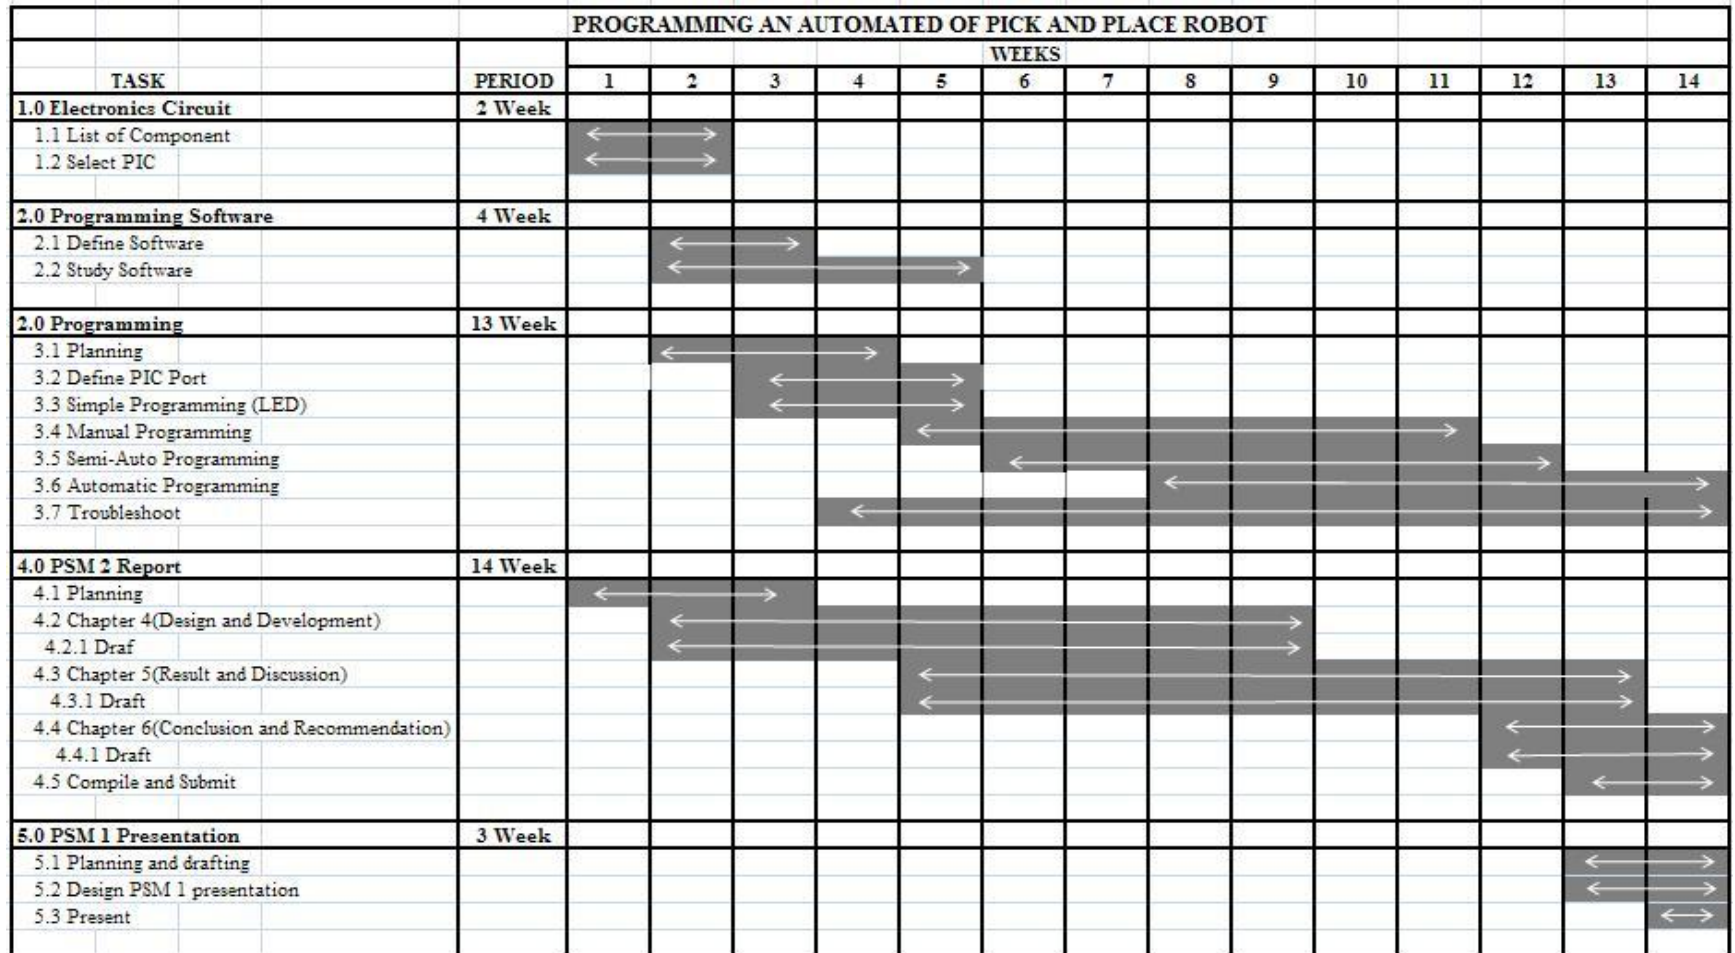 PROGRAMMING AN AUTOMATED OF PICK AND PLACE ROBOT
WEEKS
TASK PERIOD 1 2 3 4 5 6 7 8 9 10 11 12 13 14
1.0 Electronics Circuit 2 Week
1.1 List of Component
1.2 Select PIC
2.0 Programming Software 4 Week
2.1 Define Software
2.2 Study Software
2.0 Programming 13 Week
3.1 Planning
3.2 Define PIC Port
3.3 Simple Programming (LED)
3.4 Manual Programming
3.5 Semi-Auto Programming
3.6 Automatic Programming
3.7 Troubleshoot
4.0 PSM 2 Report 14 Week
4.1 Planning
4.2 Chapter 4(Design and Development)
4.2.1 Draf
4.3 Chapter 5(Result and Discussion)
4.3.1 Draft
4.4 Chapter 6(Conclusion and Recommendation)
4.4.1 Draft
4.5 Compile and Submit
5.0 PSM 1 Presentation 3 Week
5.1 Planning and drafting
5.2 Design PSM 1 presentation
5.3 Present